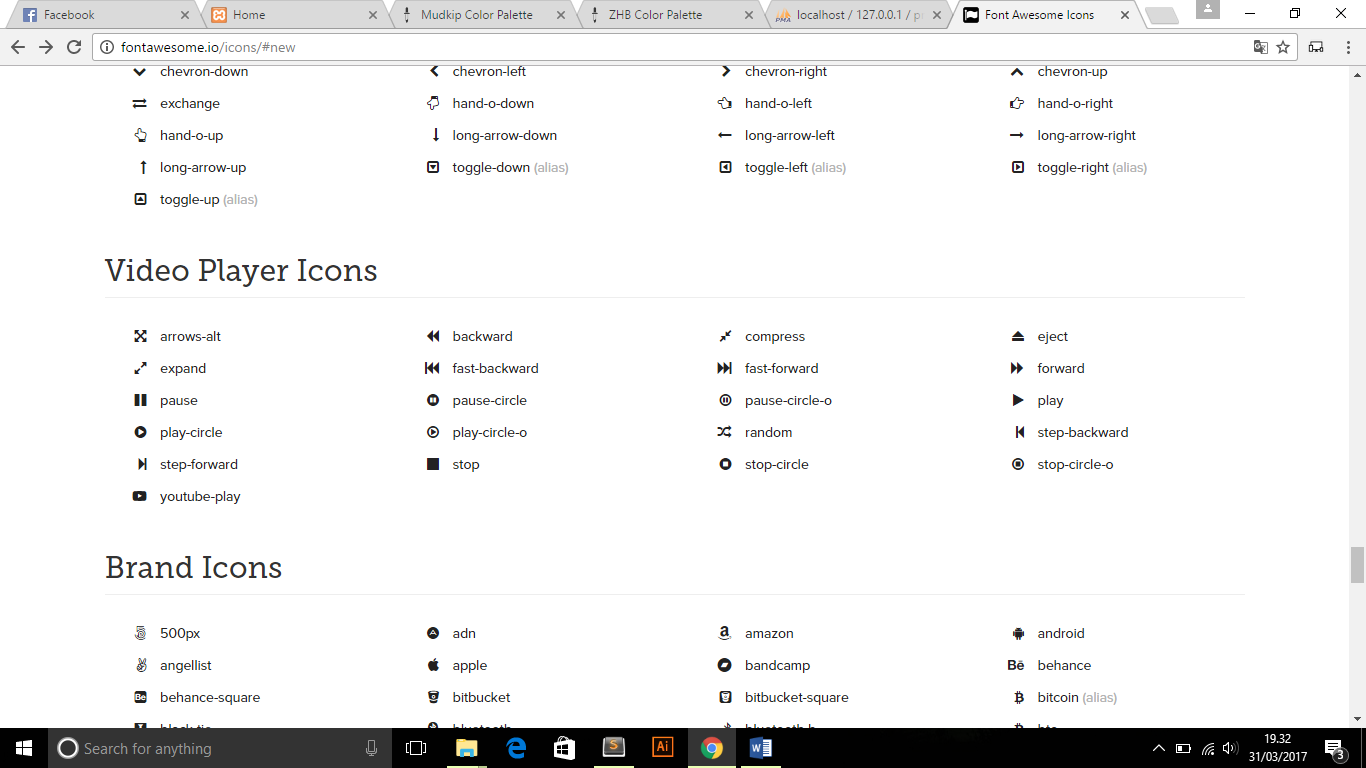 Facebook
Home
Mudkip Color Palette
ZHB Color Palette
localhost / 127.0.0.1 / p
Font Awesome Icons
fontawesome.io/icons/#new
chevron-down chevron-left chevron-right chevron-up
exchange hand-o-down hand-o-left hand-o-right
hand-o-up long-arrow-down long-arrow-left long-arrow-right
long-arrow-up toggle-down (alias) toggle-left (alias) toggle-right (alias)
toggle-up (alias)
Video Player Icons
arrows-alt backward compress eject
expand fast-backward fast-forward forward
pause pause-circle pause-circle-o play
play-circle play-circle-o random step-backward
step-forward stop stop-circle stop-circle-o
youtube-play
Brand Icons
500px adn amazon android
angellist apple bandcamp behance
behance-square bitbucket bitbucket-square bitcoin (alias)
Search for anything
19.32
31/03/2017
3